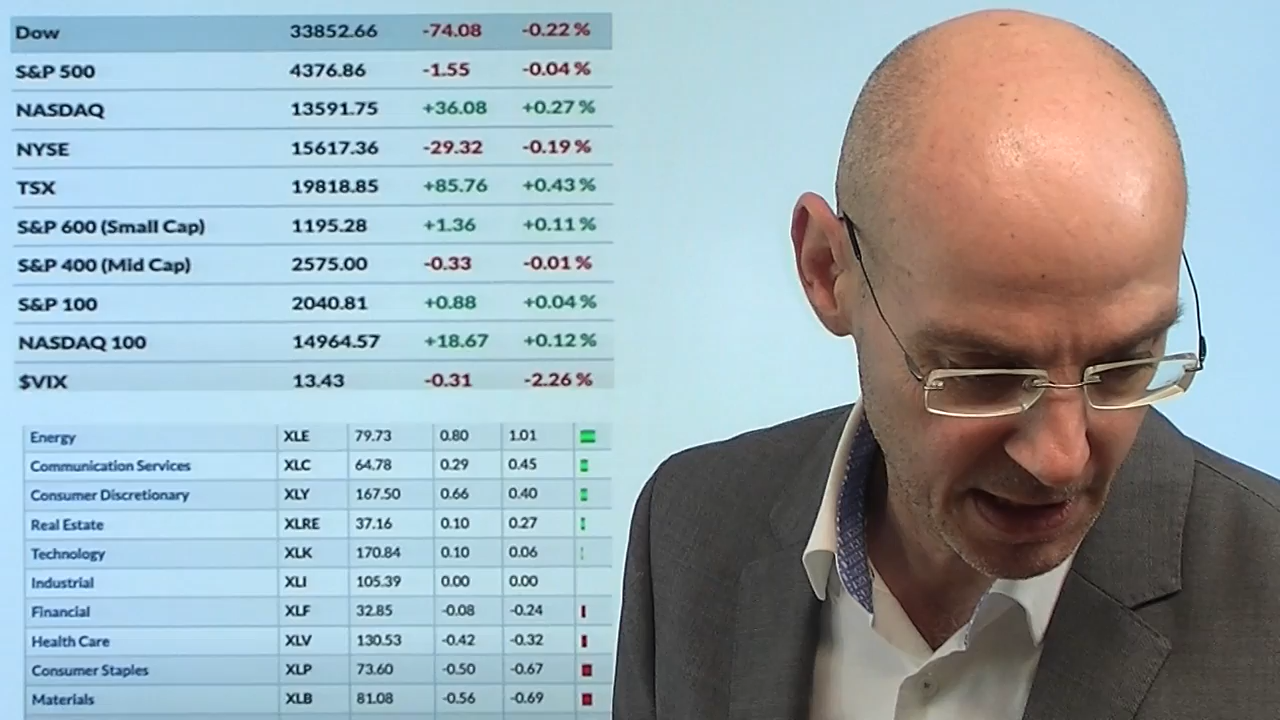 Dow 33852.66 -74.08 -0.22 %
S&P 500 4376.86 -1.55 -0.04 %
NASDAQ 13591.75 +36.08 +0.27 %
NYSE 15617.36 -29.32 -0.19 %
TSX 19818.85 +85.76 +0.43 %
S&P 600 (Small Cap) 1195.28 +1.36 +0.11 %
S&P 400 (Mid Cap) 2575.00 -0.33 -0.01 %
S&P 100 2040.81 +0.88 +0.04 %
NASDAQ 100 14964.57 +18.67 +0.12 %
$VIX 13.43 -0.31 -2.26 %
Energy XLE 79.73 0.80 1.01
Communication Services XLC 64.78 0.29 0.45
Consumer Discretionary XLY 167.50 0.66 0.40
Real Estate XLRE 37.16 0.10 0.27
Technology XLK 170.84 0.10 0.06
Industrial XLI 105.39 0.00 0.00
Financial XLF 32.85 -0.08 -0.24
Health Care XLV 130.53 -0.42 -0.32
Consumer Staples XLP 73.60 -0.50 -0.67
Materials XLB 81.08 -0.56 -0.69